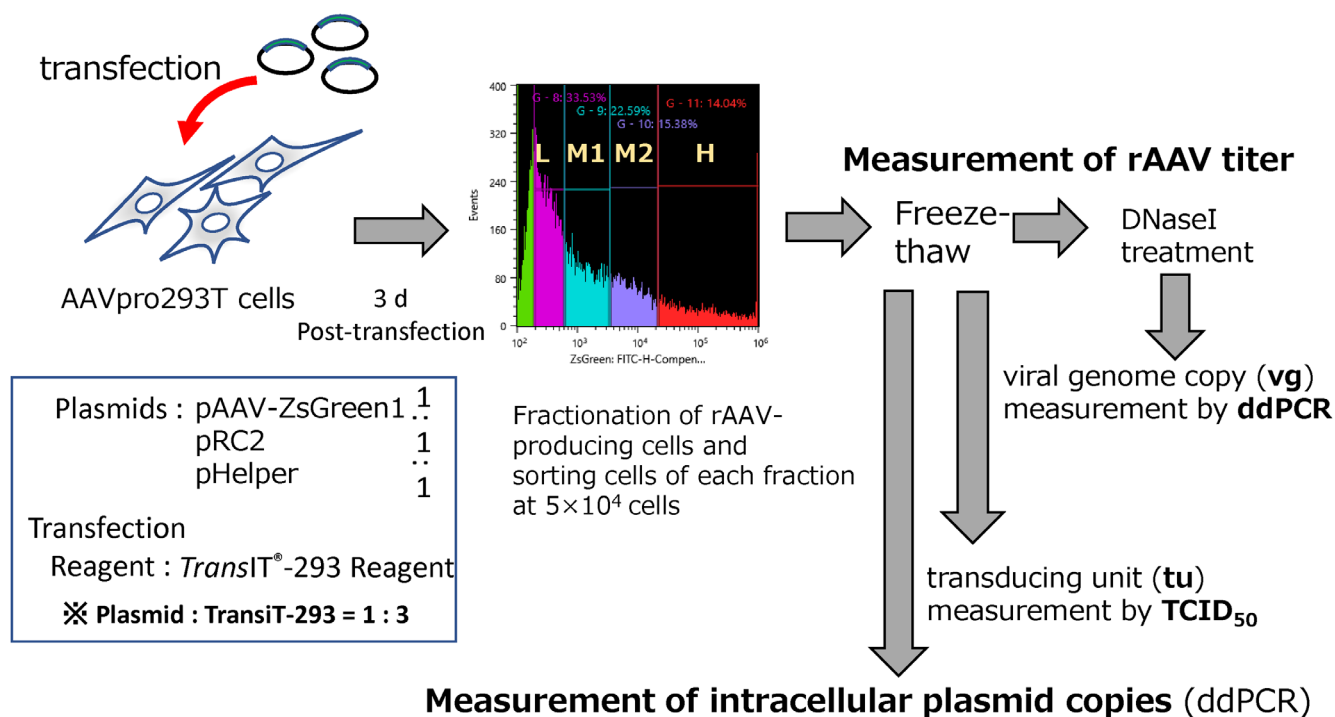 transfection
AAVpro293T cells
3 d
Post-transfection
Plasmids : pAAV-ZsGreen1 1
:
pRC2 1
:
pHelper 1
Transfection
Reagent : TransIT®-293 Reagent
※ Plasmid : TransiT-293 = 1 : 3
400
320
240
160
80
0
Events
G - 8: 33.53%
G - 9: 22.59%
G - 10: 15.38%
G - 11: 14.04%
L M1 M2 H
10² 10³ 10⁴ 10⁵ 10⁶
ZsGreen: FITC-H-Compen...
Fractionation of rAAV-
producing cells and
sorting cells of each fraction
at 5×10⁴ cells
Measurement of rAAV titer
Freeze-
thaw
DNaseI
treatment
viral genome copy (vg)
measurement by ddPCR
transducing unit (tu)
measurement by TCID₅₀
Measurement of intracellular plasmid copies (ddPCR)